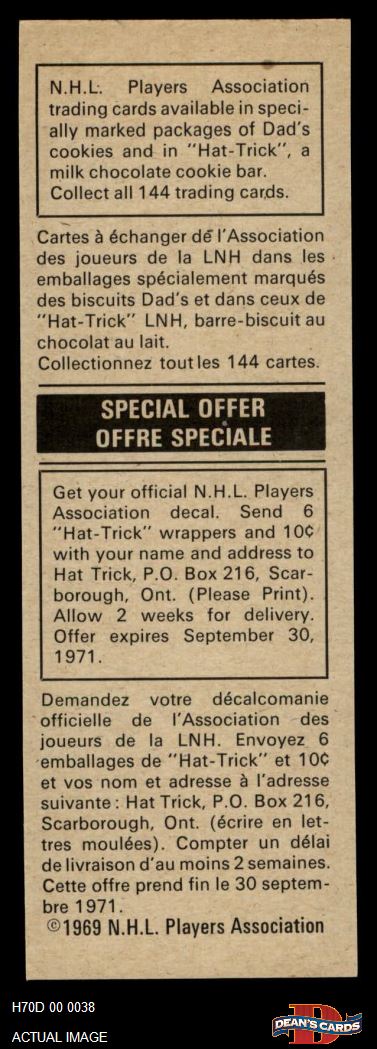 N.H.L. Players Association
trading cards available in speci-
ally marked packages of Dad's
cookies and in "Hat-Trick", a
milk chocolate cookie bar.
Collect all 144 trading cards.
Cartes à échanger de l'Association
des joueurs de la LNH dans les
emballages spécialement marqués
des biscuits Dad's et dans ceux de
"Hat-Trick" LNH, barre-biscuit au
chocolat au lait.
Collectionnez toutles 144 cartes.
SPECIAL OFFER
OFFRE SPECIALE
Get your official N.H.L. Players
Association decal. Send 6
"Hat-Trick" wrappers and 10¢
with your name and address to
Hat Trick, P.O. Box 216, Scar-
borough, Ont. (Please Print).
Allow 2 weeks for delivery.
Offer expires September 30,
1971.
Demandez votre décalcomanie
officielle de l'Association des
joueurs de la LNH. Envoyez 6
emballages de "Hat-Trick" et 10¢
et vos nom et adresse à l'adresse
suivante : Hat Trick, P.O. Box 216,
Scarborough, Ont. (écrire en let-
tres moulées). Compter un délai
de livraison d'au moins 2 semaines.
Cette offre prend fin le 30 septem-
bre 1971.
©1969 N.H.L. Players Association
H70D 00 0038
ACTUAL IMAGE
D
DEAN'S CARDS